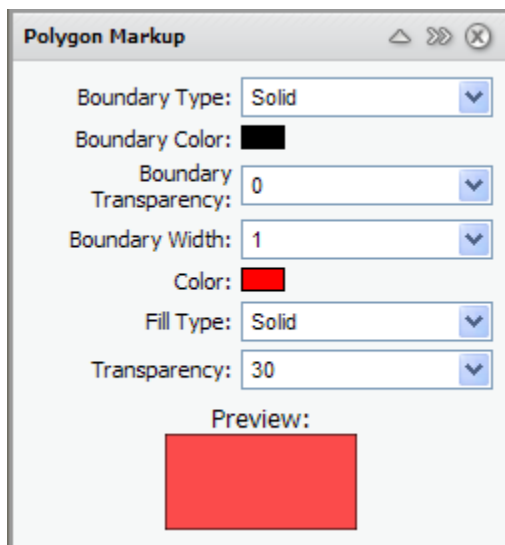 Polygon Markup
Boundary Type: Solid
Boundary Color:
Boundary
Transparency: 0
Boundary Width: 1
Color:
Fill Type: Solid
Transparency: 30
Preview: